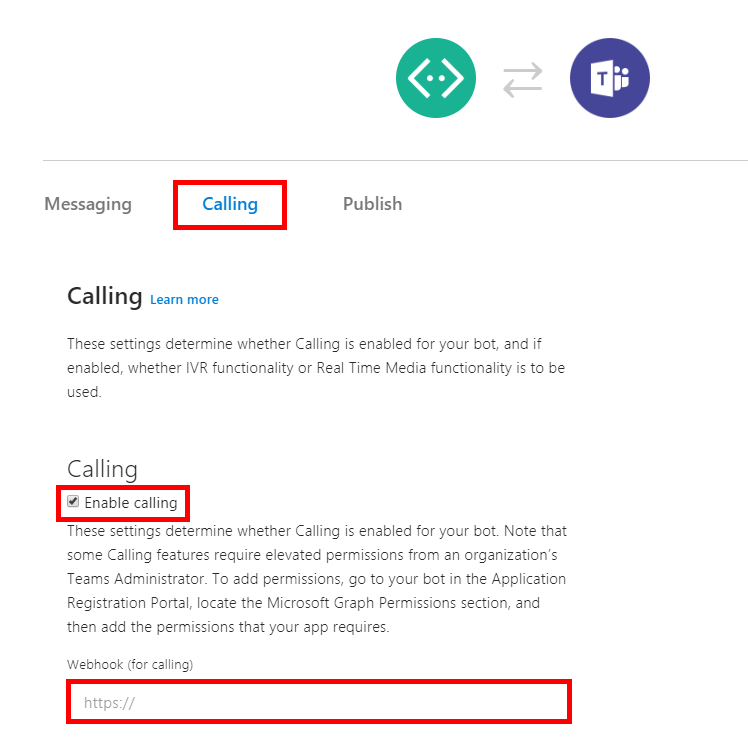 T
Messaging Calling Publish
Calling Learn more
These settings determine whether Calling is enabled for your bot, and if
enabled, whether IVR functionality or Real Time Media functionality is to be
used.
Calling
Enable calling
These settings determine whether Calling is enabled for your bot. Note that
some Calling features require elevated permissions from an organization’s
Teams Administrator. To add permissions, go to your bot in the Application
Registration Portal, locate the Microsoft Graph Permissions section, and
then add the permissions that your app requires.
Webhook (for calling)
https://